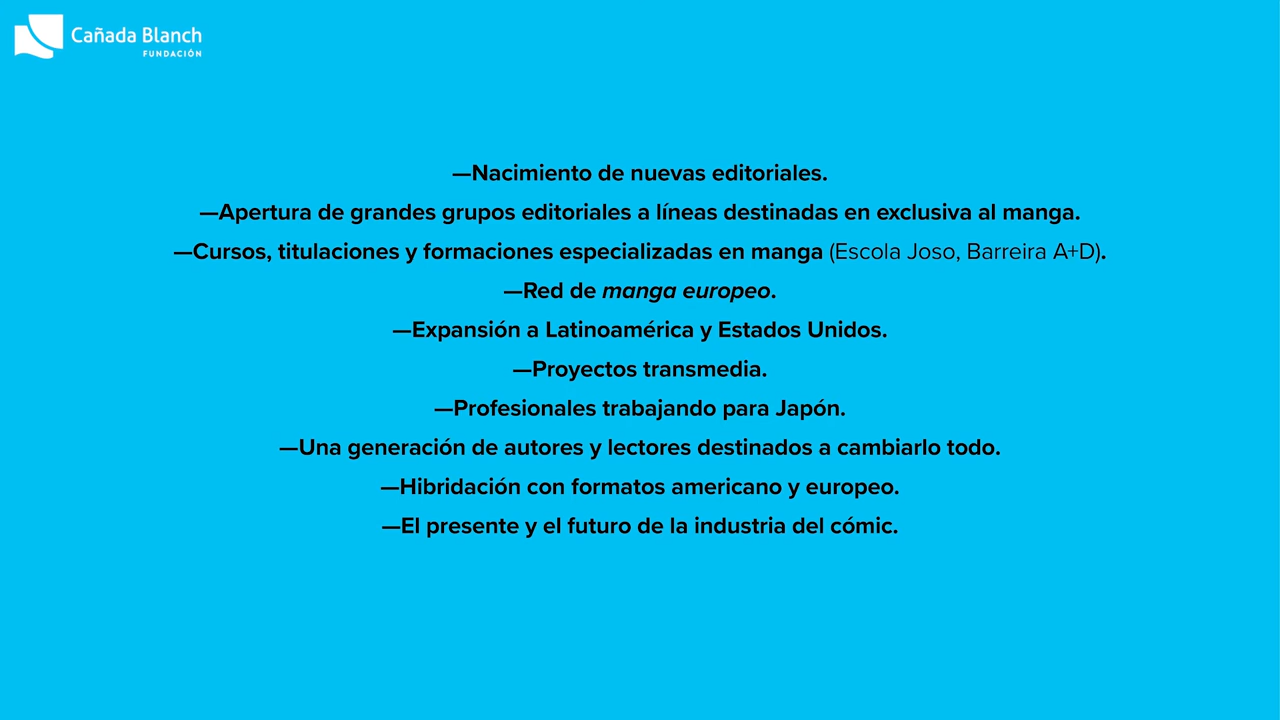 Cañada Blanch
FUNDACIÓN
—Nacimiento de nuevas editoriales.
—Apertura de grandes grupos editoriales a líneas destinadas en exclusiva al manga.
—Cursos, titulaciones y formaciones especializadas en manga (Escola Joso, Barreira A+D).
—Red de manga europeo.
—Expansión a Latinoamérica y Estados Unidos.
—Proyectos transmedia.
—Profesionales trabajando para Japón.
—Una generación de autores y lectores destinados a cambiarlo todo.
—Hibridación con formatos americano y europeo.
—El presente y el futuro de la industria del cómic.